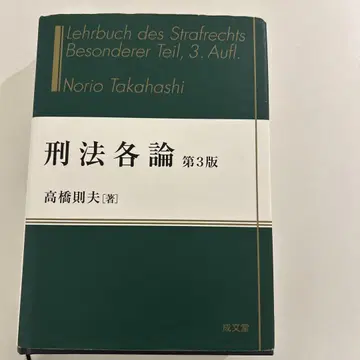 Lehrbuch des Strafrechts
Besonderer Teil, 3. Aufl.
Norio Takahashi
刑法各論 第3版
高橋則夫[著]
成文堂